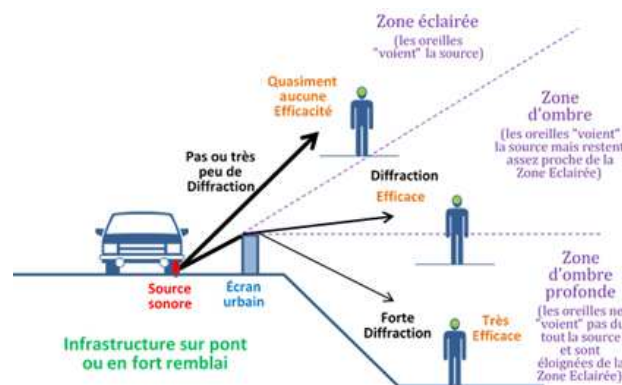 Zone éclairée
(les oreilles
"voient" la source)
Quasiment
aucune
Efficacité
Zone
d'ombre
(les oreilles "voient"
la source mais restent
assez proche de la
Zone Eclairée)
Pas ou très
peu de
Diffraction
Diffraction
Efficace
Source
sonore
Écran
urbain
Zone
d'ombre
profonde
(les oreilles ne
"voient" pas du
tout la source
et sont
éloignées de la
Zone Eclairée)
Forte
Diffraction
Très
Efficace
Infrastructure sur pont
ou en fort remblai